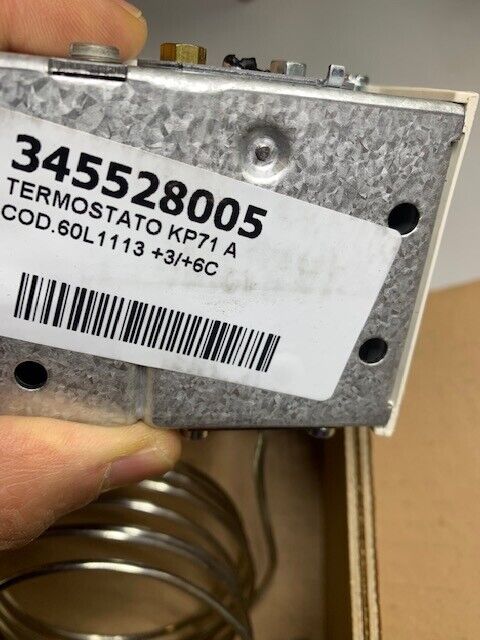 345528005
TERMOSTATO KP71 A
COD.60L1113 +3/+6C